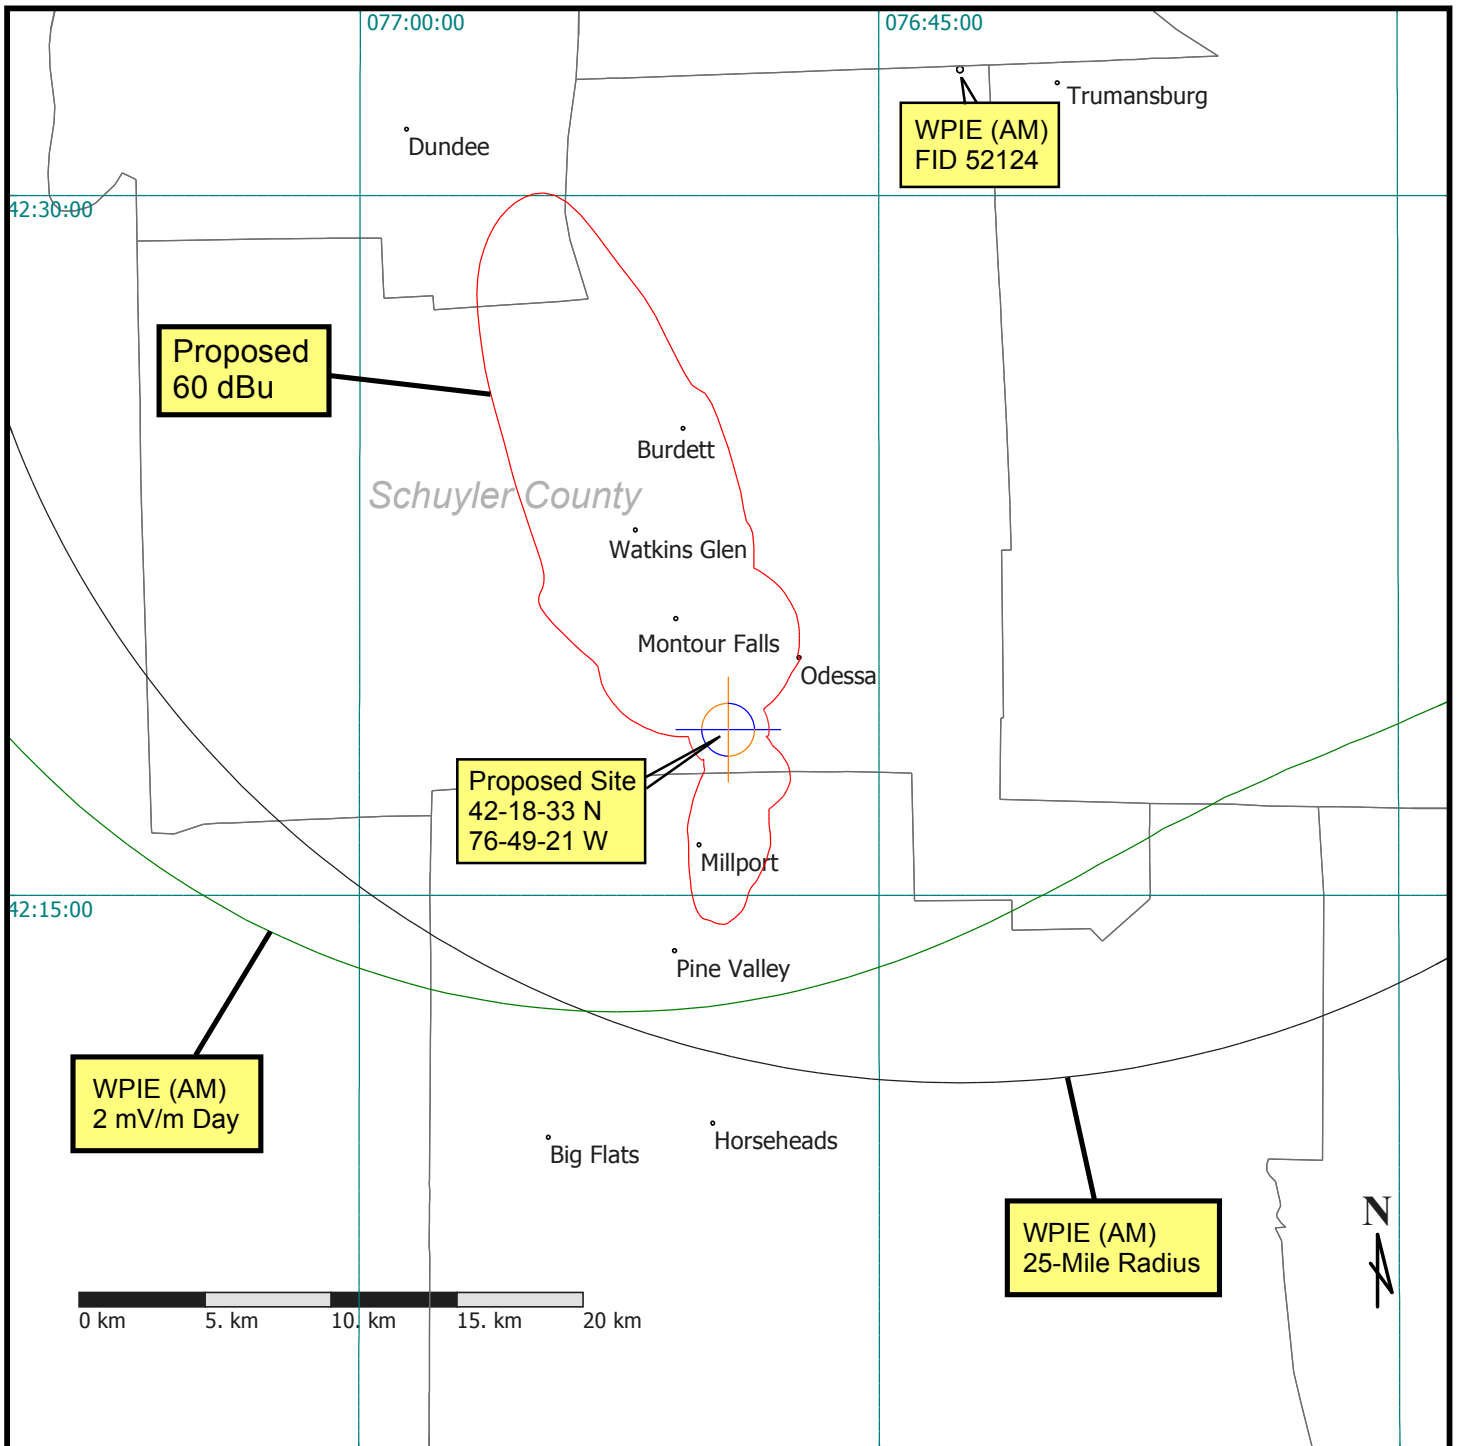 077:00:00
076:45:00
Trumansburg
WPIE (AM)
FID 52124
Dundee
42:30:00
Proposed
60 dBu
Burdett
Schuyler County
Watkins Glen
Montour Falls
Odessa
Proposed Site
42-18-33 N
76-49-21 W
Millport
42:15:00
Pine Valley
WPIE (AM)
2 mV/m Day
Horseheads
Big Flats
WPIE (AM)
25-Mile Radius
N
0 km
5. km
10. km
15. km
20 km